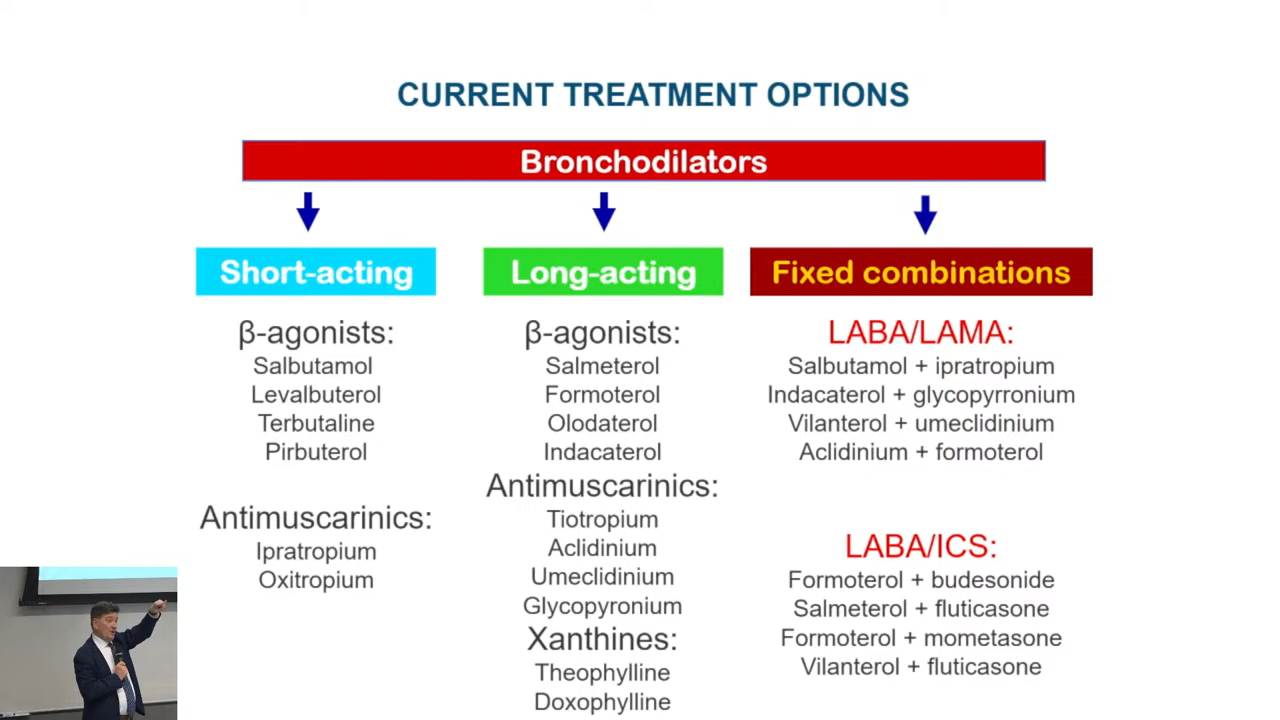 CURRENT TREATMENT OPTIONS
Bronchodilators
Short-acting
β-agonists:
Salbutamol
Levalbuterol
Terbutaline
Pirbuterol
Antimuscarinics:
Ipratropium
Oxitropium
Long-acting
β-agonists:
Salmeterol
Formoterol
Olodaterol
Indacaterol
Antimuscarinics:
Tiotropium
Aclidinium
Umeclidinium
Glycopyronium
Xanthines:
Theophylline
Doxophylline
Fixed combinations
LABA/LAMA:
Salbutamol + ipratropium
Indacaterol + glycopyrronium
Vilanterol + umeclidinium
Aclidinium + formoterol
LABA/ICS:
Formoterol + budesonide
Salmeterol + fluticasone
Formoterol + mometasone
Vilanterol + fluticasone